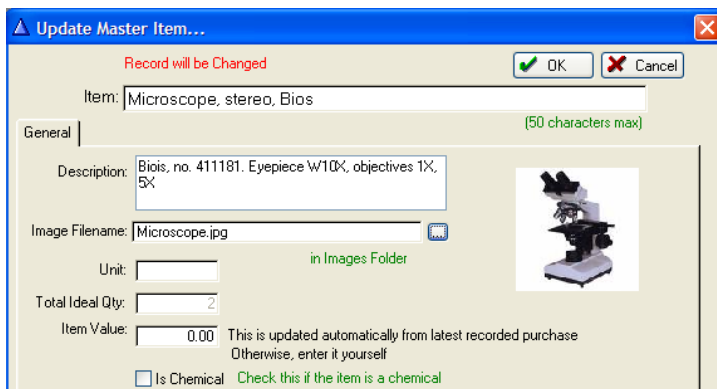 Update Master Item...
Record will be Changed
OK
Cancel
Item: Microscope, stereo, Bios
(50 characters max)
General
Description: Biois, no. 411181. Eyepiece W10X, objectives 1X,
5X
Image Filename: Microscope.jpg ...
in Images Folder
Unit:
Total Ideal Qty: 2
Item Value: 0.00 This is updated automatically from latest recorded purchase
Otherwise, enter it yourself
Is Chemical Check this if the item is a chemical